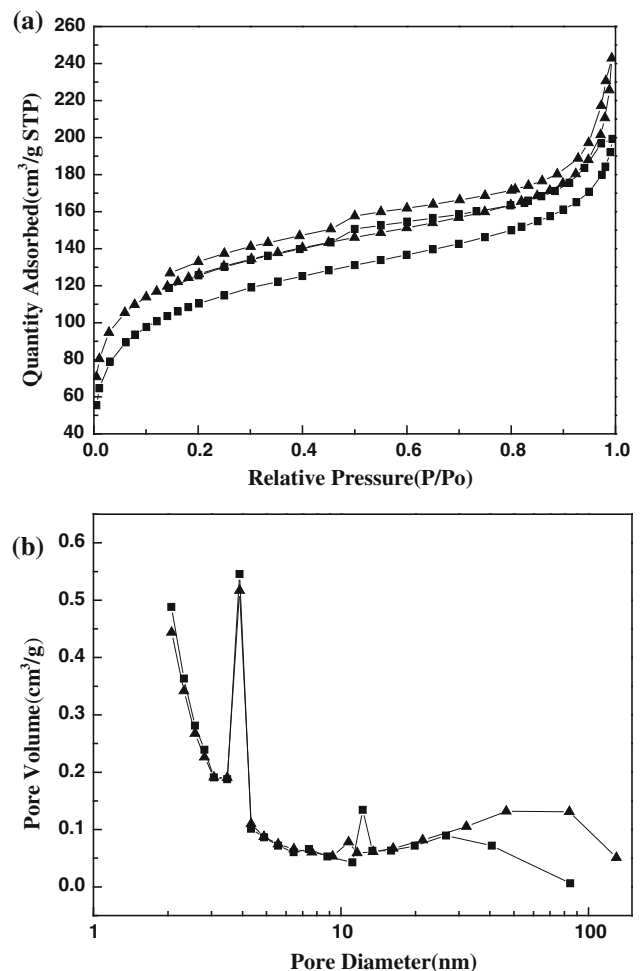 (a)
260
240
220
200
180
160
140
120
100
80
60
40
Quantity Adsorbed(cm³/g STP)
0.0 0.2 0.4 0.6 0.8 1.0
Relative Pressure(P/Po)
(b)
0.6
0.5
0.4
0.3
0.2
0.1
0.0
Pore Volume(cm³/g)
1 10 100
Pore Diameter(nm)